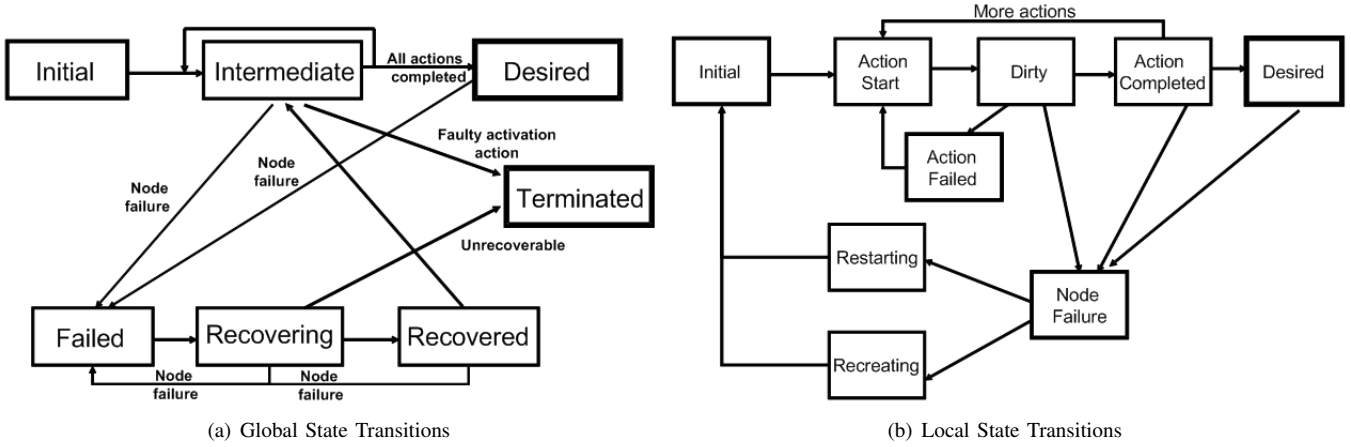 Initial
Intermediate
All actions
completed
Desired
Faulty activation
action
Node
failure
Node
failure
Terminated
Unrecoverable
Failed
Recovering
Recovered
Node
failure
Node
failure
(a) Global State Transitions
More actions
Initial
Action
Start
Dirty
Action
Completed
Desired
Action
Failed
Restarting
Node
Failure
Recreating
(b) Local State Transitions